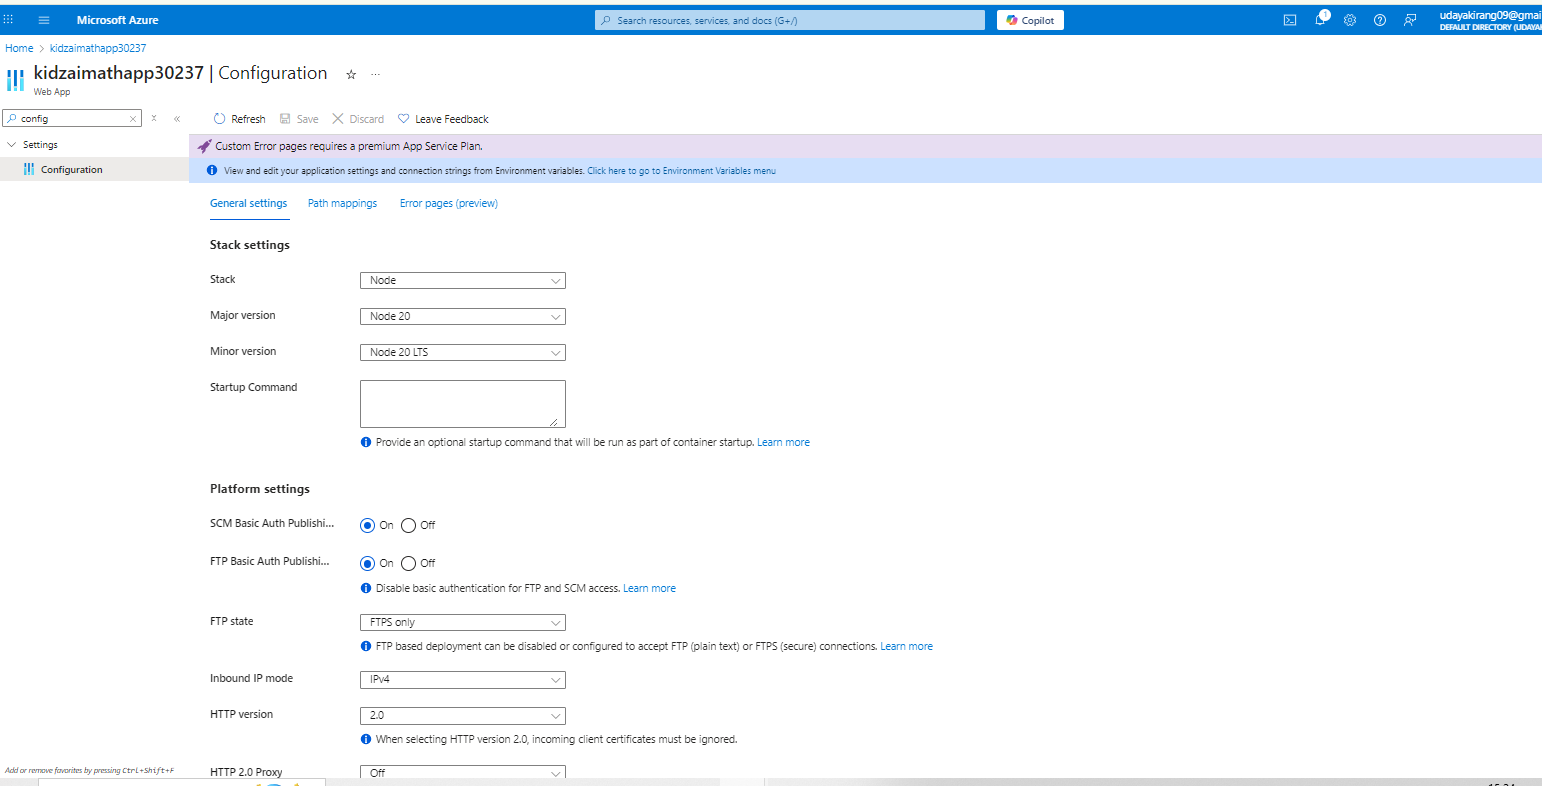 Microsoft Azure
Search resources, services, and docs (G+/)
Copilot
1
udayakirang09@gmai
DEFAULT DIRECTORY (UDAYA
Home > kidzaimathapp30237
kidzaimathapp30237 | Configuration
Web App
config
Refresh
Save
Discard
Leave Feedback
Settings
Configuration
Custom Error pages requires a premium App Service Plan.
View and edit your application settings and connection strings from Environment variables. Click here to go to Environment Variables menu
General settings
Path mappings
Error pages (preview)
Stack settings
Stack
Node
Major version
Node 20
Minor version
Node 20 LTS
Startup Command
Provide an optional startup command that will be run as part of container startup. Learn more
Platform settings
SCM Basic Auth Publishi...
On
Off
FTP Basic Auth Publishi...
On
Off
Disable basic authentication for FTP and SCM access. Learn more
FTP state
FTPS only
FTP based deployment can be disabled or configured to accept FTP (plain text) or FTPS (secure) connections. Learn more
Inbound IP mode
IPv4
HTTP version
2.0
When selecting HTTP version 2.0, incoming client certificates must be ignored.
HTTP 2.0 Proxy
Off
Add or remove favorites by pressing Ctrl+Shift+F